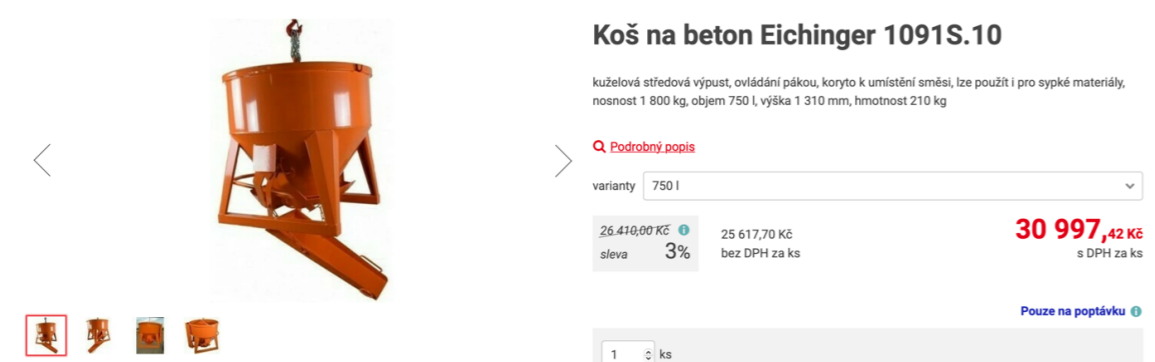 Koš na beton Eichinger 1091S.10
kuželová středová výpust, ovládání pákou, koryto k umístění směsi, lze použít i pro sypké materiály,
nosnost 1 800 kg, objem 750 l, výška 1 310 mm, hmotnost 210 kg
Podrobný popis
varianty 750 l
26 410,00 Kč
sleva 3%
25 617,70 Kč
bez DPH za ks
30 997,42 Kč
s DPH za ks
Pouze na poptávku
1 ks